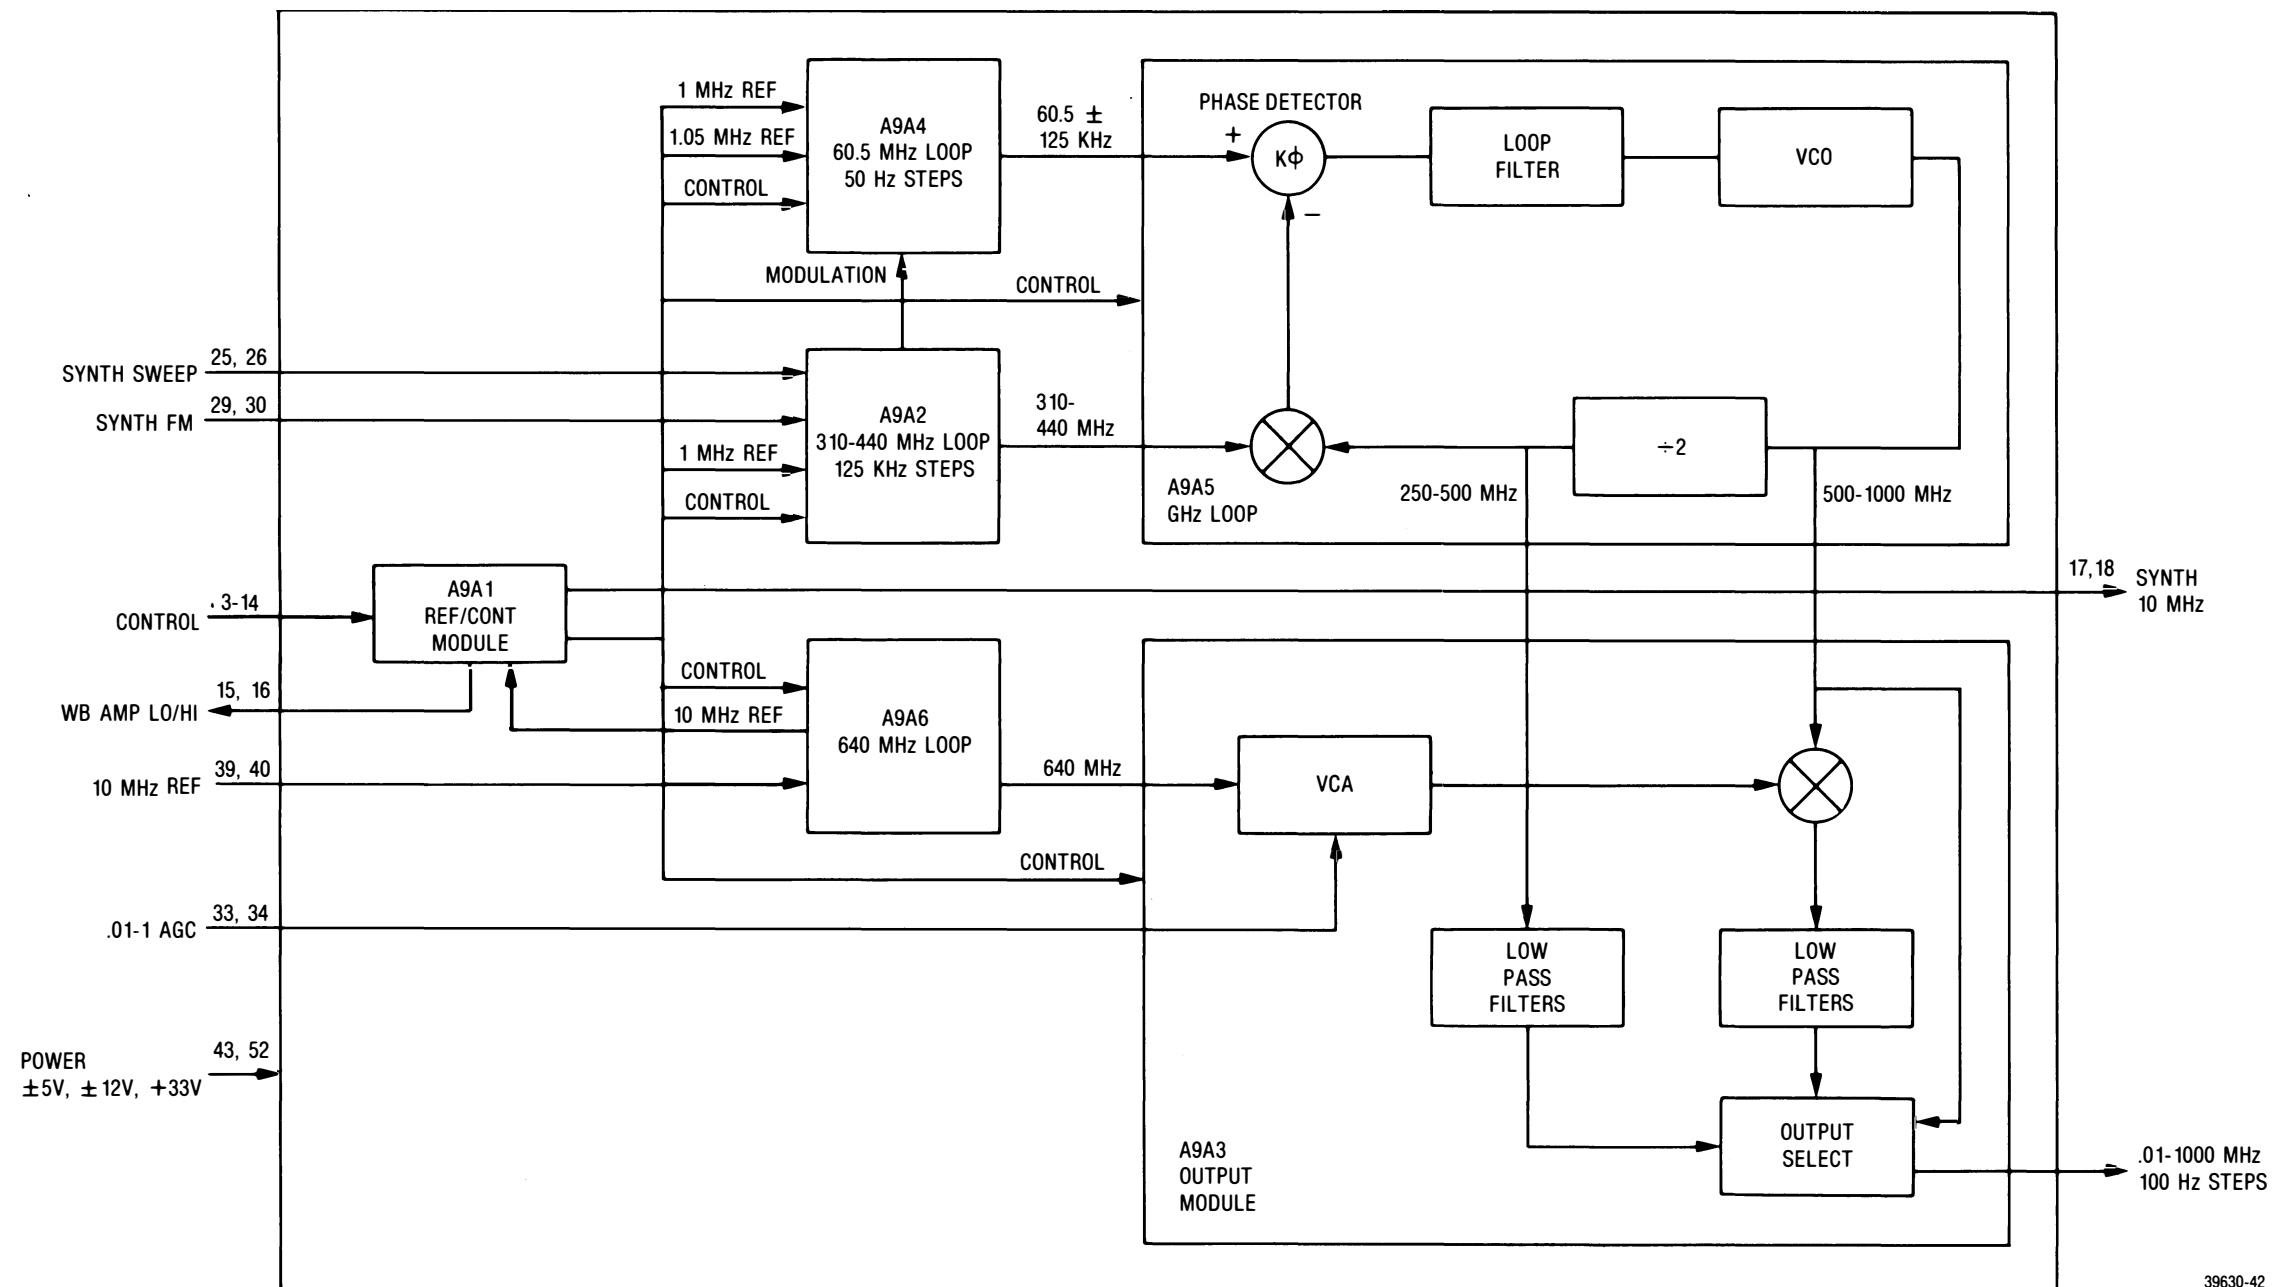 1 MHz REF
1.05 MHz REF
CONTROL
A9A4
60.5 MHz LOOP
50 Hz STEPS
60.5 ±
125 KHz
PHASE DETECTOR
+
Kϕ
−
LOOP
FILTER
VCO
MODULATION
CONTROL
SYNTH SWEEP
25, 26
SYNTH FM
29, 30
1 MHz REF
CONTROL
A9A2
310-440 MHz LOOP
125 KHz STEPS
310-
440 MHz
A9A5
GHz LOOP
250-500 MHz
÷2
500-1000 MHz
CONTROL
3-14
A9A1
REF/CONT
MODULE
17,18
SYNTH
10 MHz
WB AMP LO/HI
15, 16
CONTROL
10 MHz REF
10 MHz REF
39, 40
A9A6
640 MHz LOOP
640 MHz
VCA
CONTROL
.01-1 AGC
33, 34
LOW
PASS
FILTERS
LOW
PASS
FILTERS
POWER
±5V, ±12V, +33V
43, 52
A9A3
OUTPUT
MODULE
OUTPUT
SELECT
.01-1000 MHz
100 Hz STEPS
39630-42